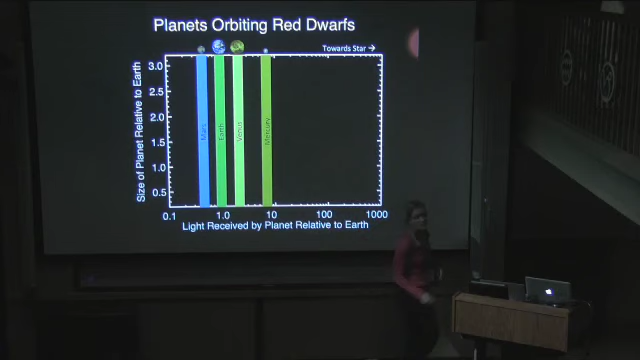 Planets Orbiting Red Dwarfs
Towards Star →
Size of Planet Relative to Earth
3.0
2.5
2.0
1.5
1.0
0.5
Mars
Earth
Venus
Mercury
0.1
1.0
10
100
1000
Light Received by Planet Relative to Earth